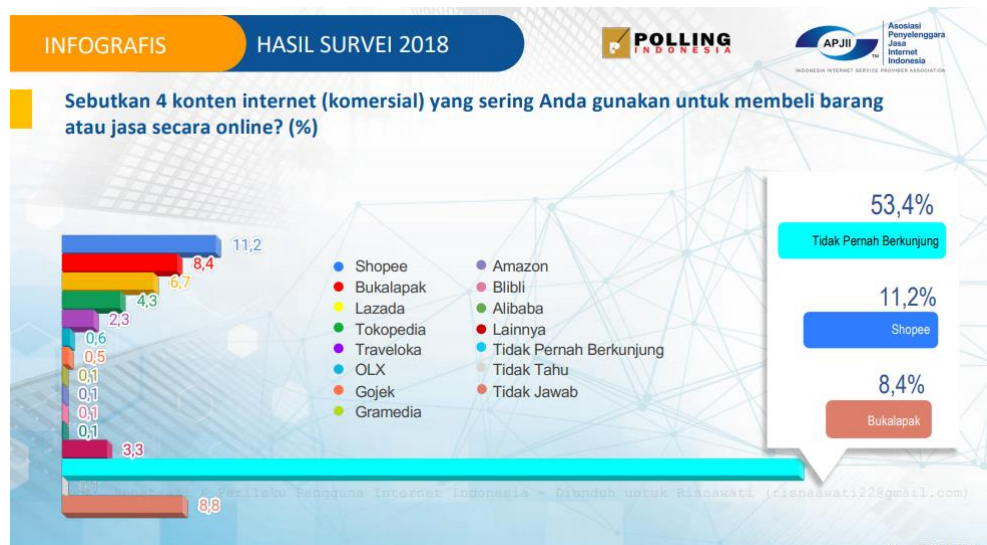 INFOGRAFIS
HASIL SURVEI 2018
POLLING
INDONESIA
APJII
TM
Asosiasi
Penyelenggara
Jasa
Internet
Indonesia
INDONESIA INTERNET SERVICE PROVIDER ASSOCIATION
Sebutkan 4 konten internet (komersial) yang sering Anda gunakan untuk membeli barang
atau jasa secara online? (%)
11,2
8,4
6,7
4,3
2,3
0,6
0,5
0,1
0,1
0,1
0,1
3,3
8,8
Shopee
Bukalapak
Lazada
Tokopedia
Traveloka
OLX
Gojek
Gramedia
Amazon
Blibli
Alibaba
Lainnya
Tidak Pernah Berkunjung
Tidak Tahu
Tidak Jawab
53,4%
Tidak Pernah Berkunjung
11,2%
Shopee
8,4%
Bukalapak
Perilaku Pengguna Internet Indonesia - Diunduh untuk Risnawati (risnaawati22@gmail.com)